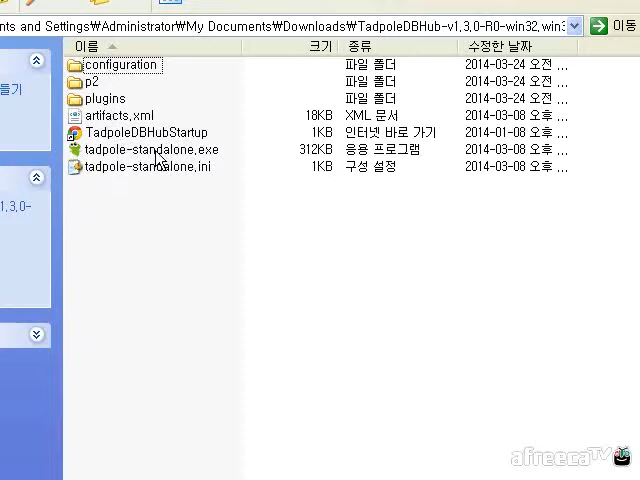 nts and Settings₩Administrator₩My Documents₩Downloads₩TadpoleDBHub-v1.3.0-R0-win32.win3
이동
이름 크기 종류 수정한 날짜
configuration 파일 폴더 2014-03-24 오전 ...
p2 파일 폴더 2014-03-24 오전 ...
plugins 파일 폴더 2014-03-24 오전 ...
artifacts.xml 18KB XML 문서 2014-03-08 오후 ...
TadpoleDBHubStartup 1KB 인터넷 바로 가기 2014-01-08 오후 ...
tadpole-standalone.exe 312KB 응용 프로그램 2014-03-08 오후 ...
tadpole-standalone.ini 1KB 구성 설정 2014-03-08 오후 ...
들기
1.3.0-
afreecaTV